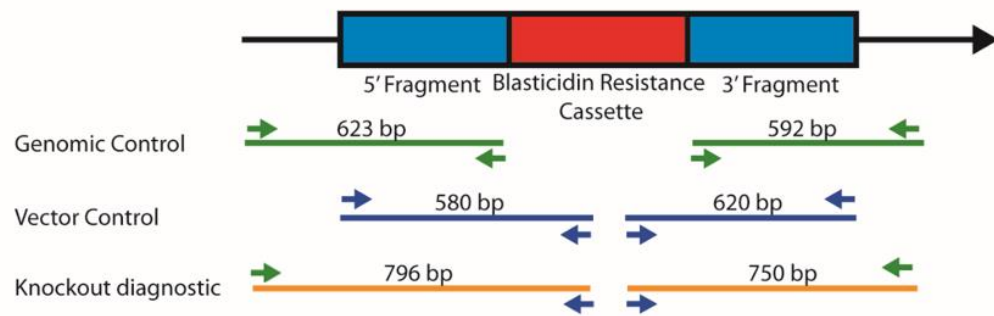 5' Fragment Blasticidin Resistance 3' Fragment
Cassette
Genomic Control 623 bp 592 bp
Vector Control 580 bp 620 bp
Knockout diagnostic 796 bp 750 bp